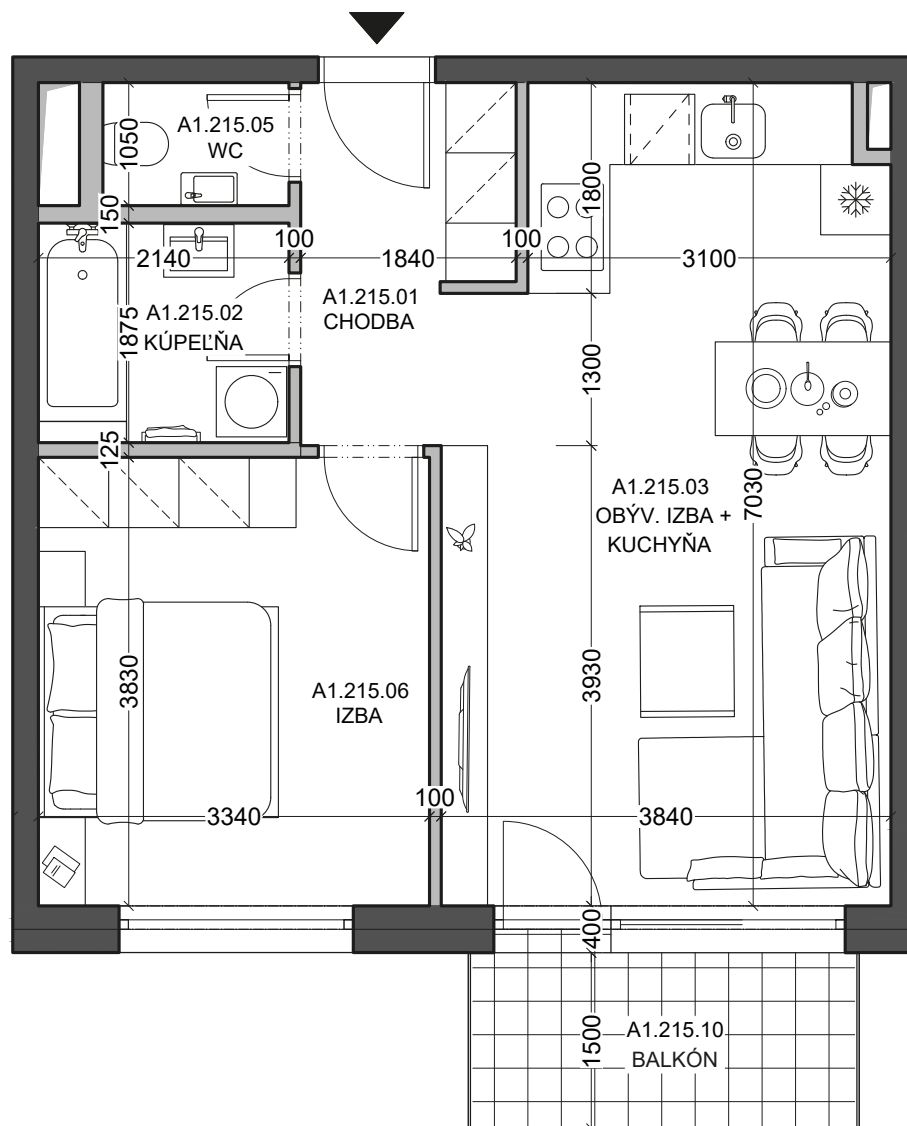 A1.215.05
WC
1050
150
1800
2140
100
1840
100
3100
A1.215.01
CHODBA
A1.215.02
KÚPEĽŇA
1875
1300
125
A1.215.03
OBÝV. IZBA +
KUCHYŇA
7030
3830
A1.215.06
IZBA
3930
3340
100
3840
400
1500
A1.215.10
BALKÓN